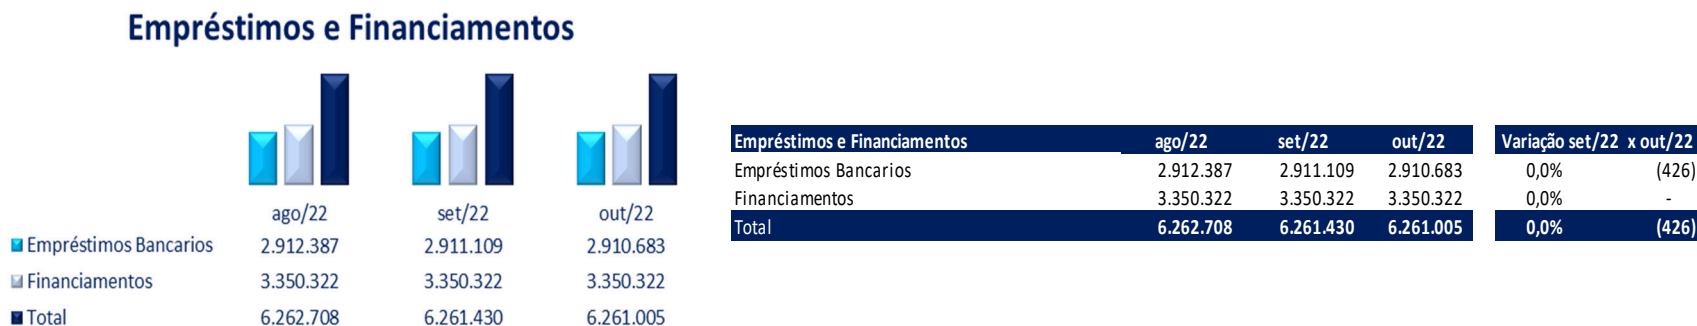 Empréstimos e Financiamentos
ago/22 set/22 out/22
Empréstimos Bancarios 2.912.387 2.911.109 2.910.683
Financiamentos 3.350.322 3.350.322 3.350.322
Total 6.262.708 6.261.430 6.261.005
Empréstimos e Financiamentos ago/22 set/22 out/22 Variação set/22 x out/22
Empréstimos Bancarios 2.912.387 2.911.109 2.910.683 0,0% (426)
Financiamentos 3.350.322 3.350.322 3.350.322 0,0% -
Total 6.262.708 6.261.430 6.261.005 0,0% (426)